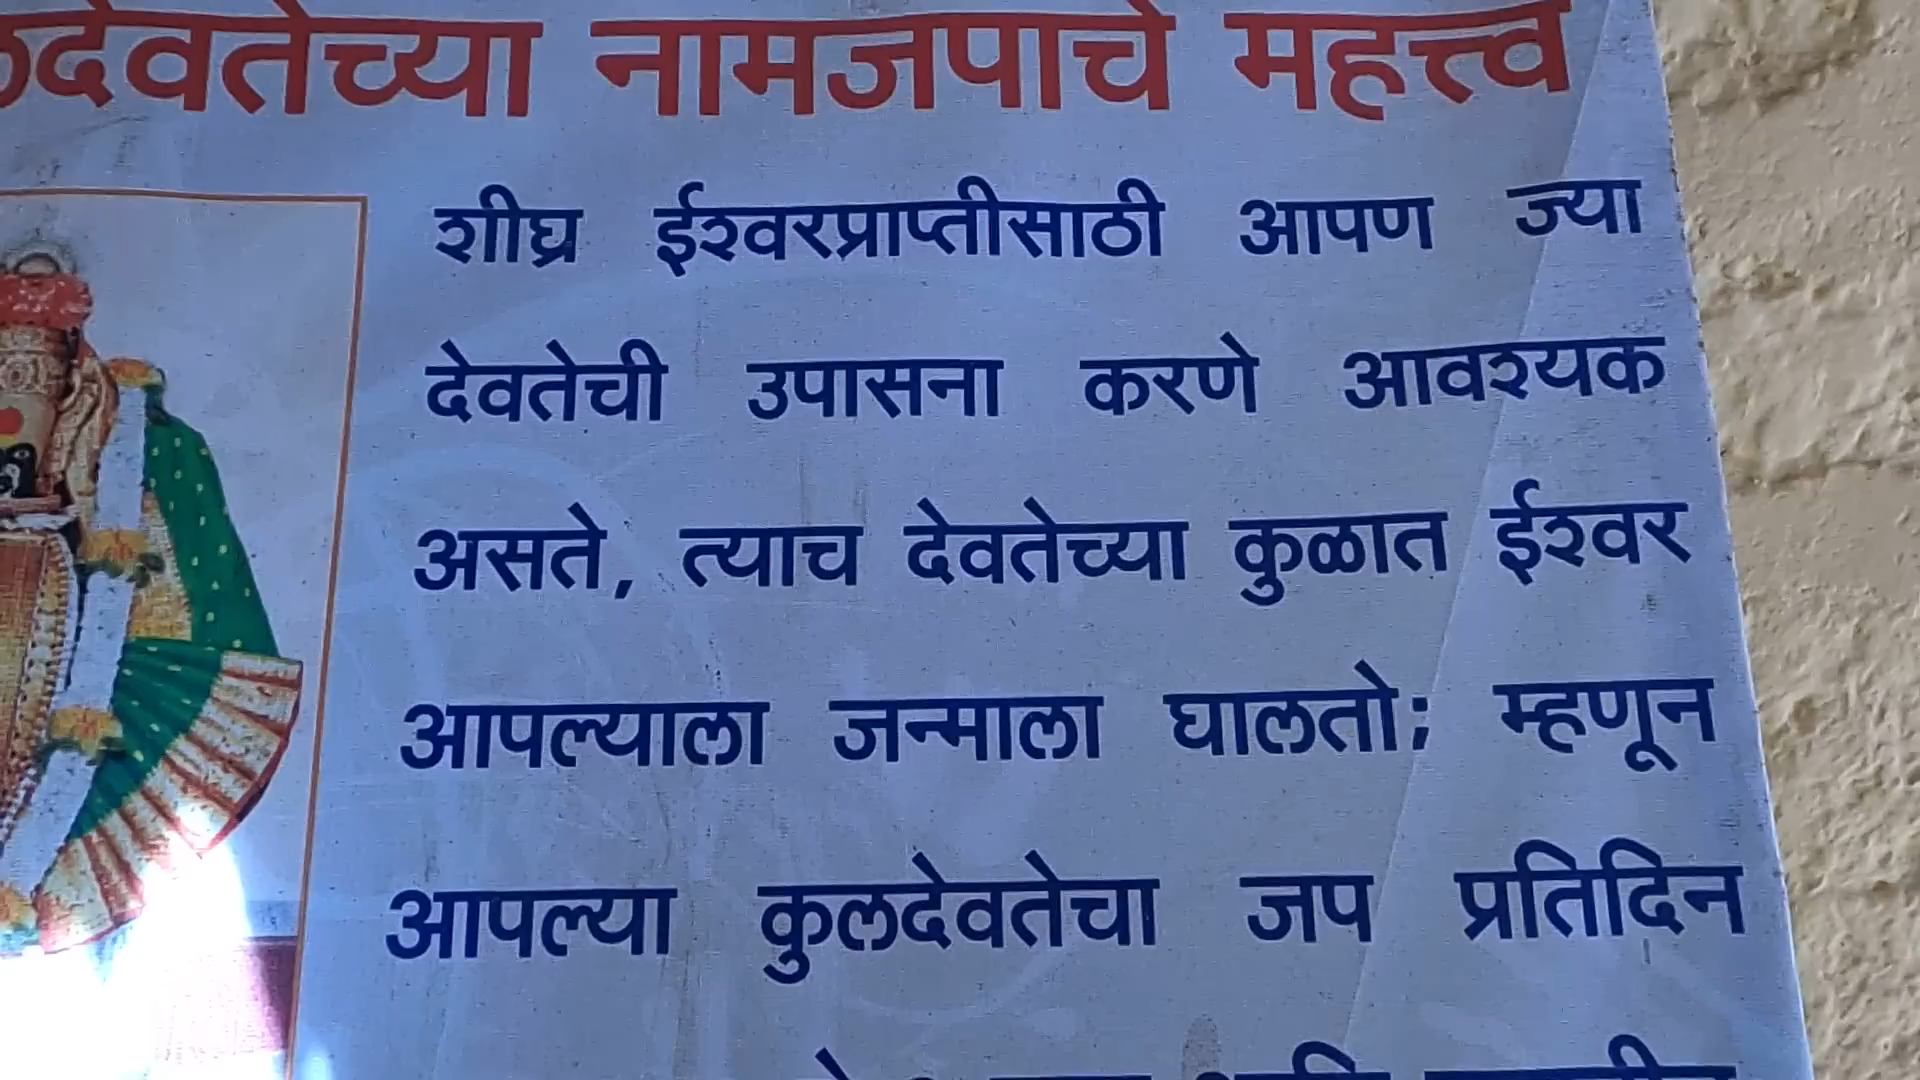 देवतेच्या नामजपाचे महत्त्व
शीघ्र ईश्वरप्राप्तीसाठी आपण ज्या
देवतेची उपासना करणे आवश्यक
असते, त्याच देवतेच्या कुळात ईश्वर
आपल्याला जन्माला घालतो; म्हणून
आपल्या कुलदेवतेचा जप प्रतिदिन